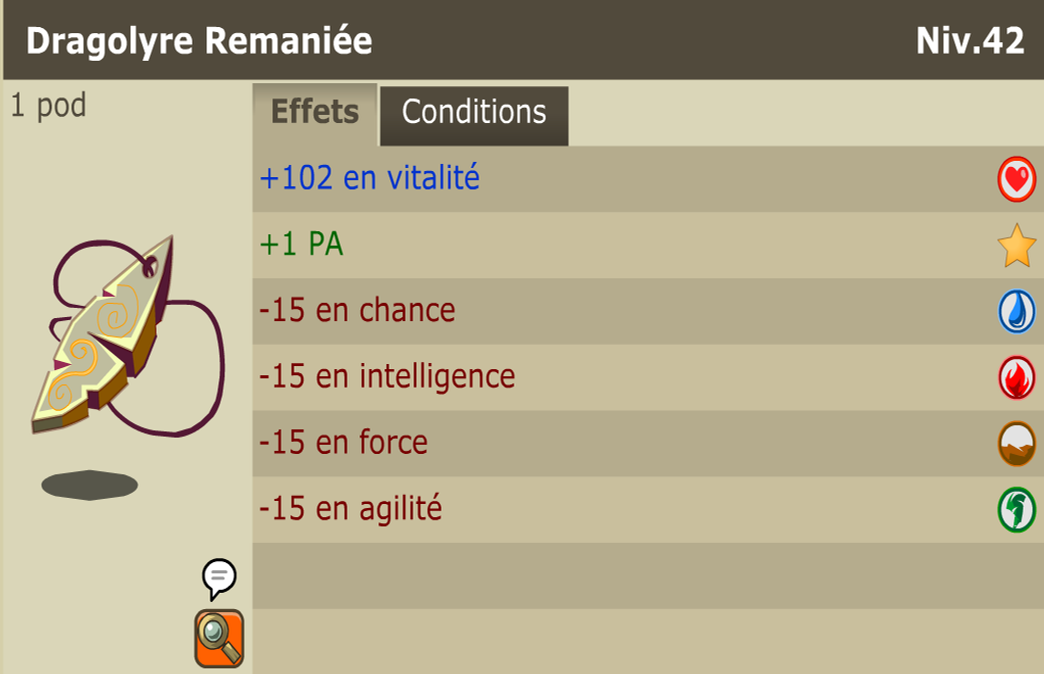 Dragolyre Remaniée
Niv.42
1 pod
Effets
Conditions
+102 en vitalité
+1 PA
-15 en chance
-15 en intelligence
-15 en force
-15 en agilité